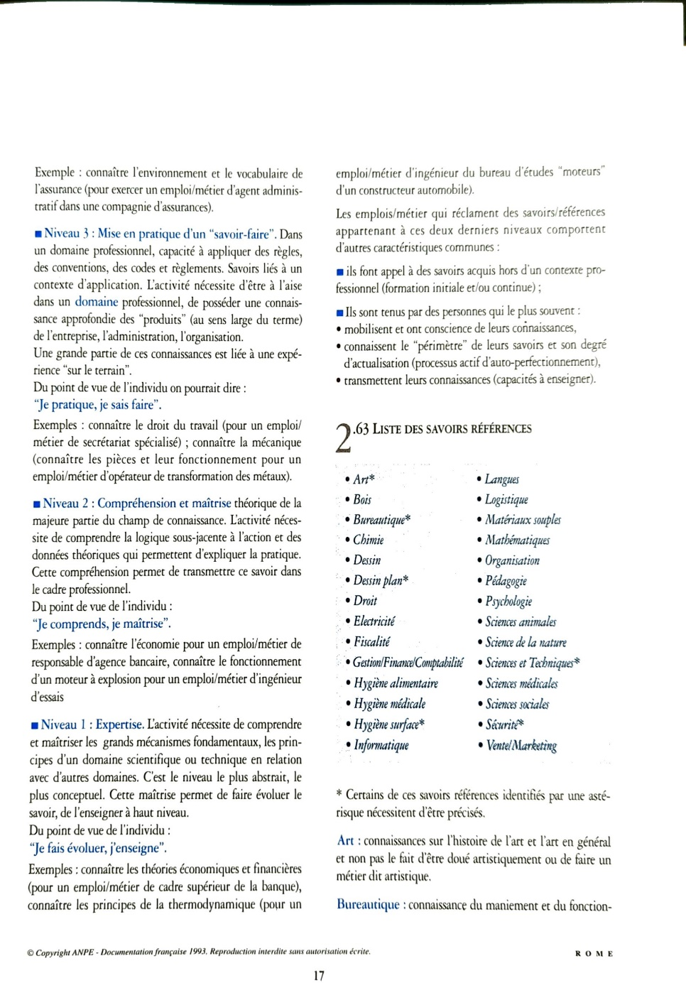 Exemple : connaître l'environnement et le vocabulaire de
l'assurance (pour exercer un emploi/métier d'agent adminis-
tratif dans une compagnie d'assurances).
■ Niveau 3 : Mise en pratique d'un "savoir-faire". Dans
un domaine professionnel, capacité à appliquer des règles,
des conventions, des codes et règlements. Savoirs liés à un
contexte d'application. L'activité nécessite d'être à l'aise
dans un domaine professionnel, de posséder une connais-
sance approfondie des "produits" (au sens large du terme)
de l'entreprise, l'administration, l'organisation.
Une grande partie de ces connaissances est liée à une expé-
rience "sur le terrain".
Du point de vue de l'individu on pourrait dire :
"Je pratique, je sais faire".
Exemples : connaître le droit du travail (pour un emploi/
métier de secrétariat spécialisé) ; connaître la mécanique
(connaître les pièces et leur fonctionnement pour un
emploi/métier d'opérateur de transformation des métaux).
■ Niveau 2 : Compréhension et maîtrise théorique de la
majeure partie du champ de connaissance. L'activité néces-
site de comprendre la logique sous-jacente à l'action et des
données théoriques qui permettent d'expliquer la pratique.
Cette compréhension permet de transmettre ce savoir dans
le cadre professionnel.
Du point de vue de l'individu :
"Je comprends, je maîtrise".
Exemples : connaître l'économie pour un emploi/métier de
responsable d'agence bancaire, connaître le fonctionnement
d'un moteur à explosion pour un emploi/métier d'ingénieur
d'essais
■ Niveau 1 : Expertise. L'activité nécessite de comprendre
et maîtriser les grands mécanismes fondamentaux, les prin-
cipes d'un domaine scientifique ou technique en relation
avec d'autres domaines. C'est le niveau le plus abstrait, le
plus conceptuel. Cette maîtrise permet de faire évoluer le
savoir, de l'enseigner à haut niveau.
Du point de vue de l'individu :
"Je fais évoluer, j'enseigne".
Exemples : connaître les théories économiques et financières
(pour un emploi/métier de cadre supérieur de la banque),
connaître les principes de la thermodynamique (pour un
emploi/métier d'ingénieur du bureau d'études "moteurs"
d'un constructeur automobile).
Les emplois/métier qui réclament des savoirs/références
appartenant à ces deux derniers niveaux comportent
d'autres caractéristiques communes :
■ ils font appel à des savoirs acquis hors d'un contexte pro-
fessionnel (formation initiale et/ou continue) ;
■ Ils sont tenus par des personnes qui le plus souvent :
• mobilisent et ont conscience de leurs connaissances,
• connaissent le "périmètre" de leurs savoirs et son degré
d'actualisation (processus actif d'auto-perfectionnement),
• transmettent leurs connaissances (capacités à enseigner).
2.63 LISTE DES SAVOIRS RÉFÉRENCES
• Art*
• Bois
• Bureautique*
• Chimie
• Dessin
• Dessin plan*
• Droit
• Electricité
• Fiscalité
• Gestion/Finance/Comptabilité
• Hygiène alimentaire
• Hygiène médicale
• Hygiène surface*
• Informatique
• Langues
• Logistique
• Matériaux souples
• Mathématiques
• Organisation
• Pédagogie
• Psychologie
• Sciences animales
• Science de la nature
• Sciences et Techniques*
• Sciences médicales
• Sciences sociales
• Sécurité*
• Vente/Marketing
* Certains de ces savoirs références identifiés par une asté-
risque nécessitent d'être précisés.
Art : connaissances sur l'histoire de l'art et l'art en général
et non pas le fait d'être doué artistiquement ou de faire un
métier dit artistique.
Bureautique : connaissance du maniement et du fonction-
© Copyright ANPE - Documentation française 1993. Reproduction interdite sans autorisation écrite.
ROME
17